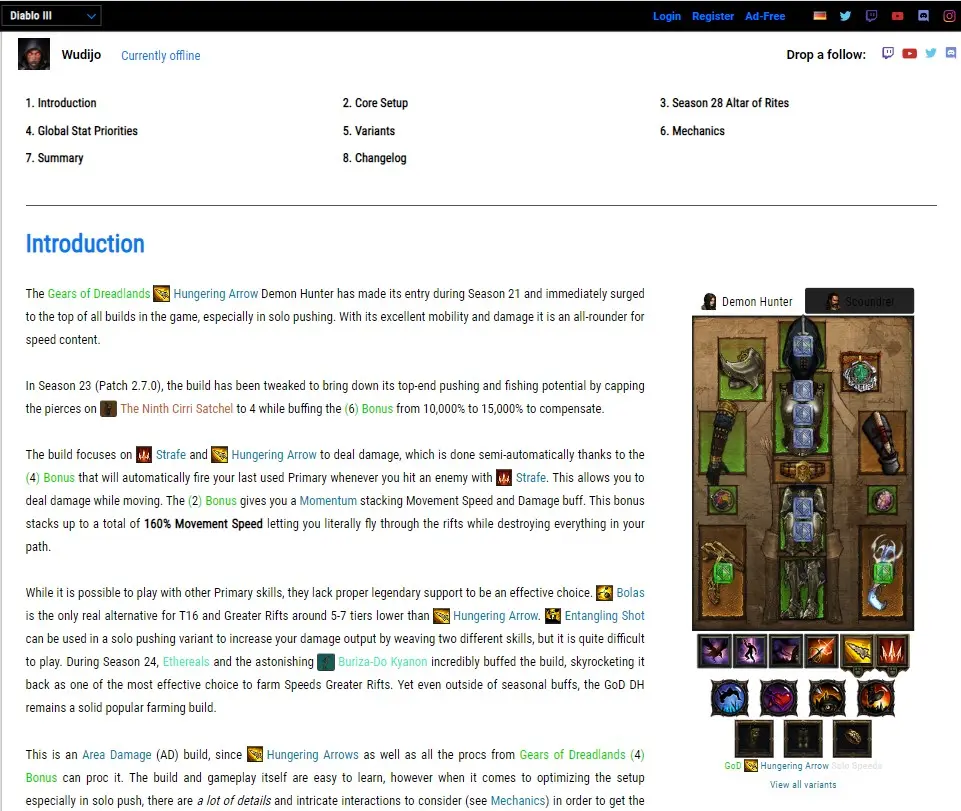 Diablo III
Login Register Ad-Free
Wudijo Currently offline
Drop a follow:
1. Introduction 2. Core Setup 3. Season 28 Altar of Rites
4. Global Stat Priorities 5. Variants 6. Mechanics
7. Summary 8. Changelog
Introduction
The Gears of Dreadlands Hungering Arrow Demon Hunter has made its entry during Season 21 and immediately surged
to the top of all builds in the game, especially in solo pushing. With its excellent mobility and damage it is an all-rounder for
speed content.
In Season 23 (Patch 2.7.0), the build has been tweaked to bring down its top-end pushing and fishing potential by capping
the pierces on The Ninth Cirri Satchel to 4 while buffing the (6) Bonus from 10,000% to 15,000% to compensate.
The build focuses on Strafe and Hungering Arrow to deal damage, which is done semi-automatically thanks to the
(4) Bonus that will automatically fire your last used Primary whenever you hit an enemy with Strafe. This allows you to
deal damage while moving. The (2) Bonus gives you a Momentum stacking Movement Speed and Damage buff. This bonus
stacks up to a total of 160% Movement Speed letting you literally fly through the rifts while destroying everything in your
path.
While it is possible to play with other Primary skills, they lack proper legendary support to be an effective choice. Bolas
is the only real alternative for T16 and Greater Rifts around 5-7 tiers lower than Hungering Arrow. Entangling Shot
can be used in a solo pushing variant to increase your damage output by weaving two different skills, but it is quite difficult
to play. During Season 24, Ethereals and the astonishing Buriza-Do Kyanon incredibly buffed the build, skyrocketing it
back as one of the most effective choice to farm Speeds Greater Rifts. Yet even outside of seasonal buffs, the GoD DH
remains a solid popular farming build.
This is an Area Damage (AD) build, since Hungering Arrows as well as all the procs from Gears of Dreadlands (4)
Bonus can proc it. The build and gameplay itself are easy to learn, however when it comes to optimizing the setup
especially in solo push, there are a lot of details and intricate interactions to consider (see Mechanics) in order to get the
Demon Hunter Scoundrel
GoD Hungering Arrow Solo Speeds
View all variants